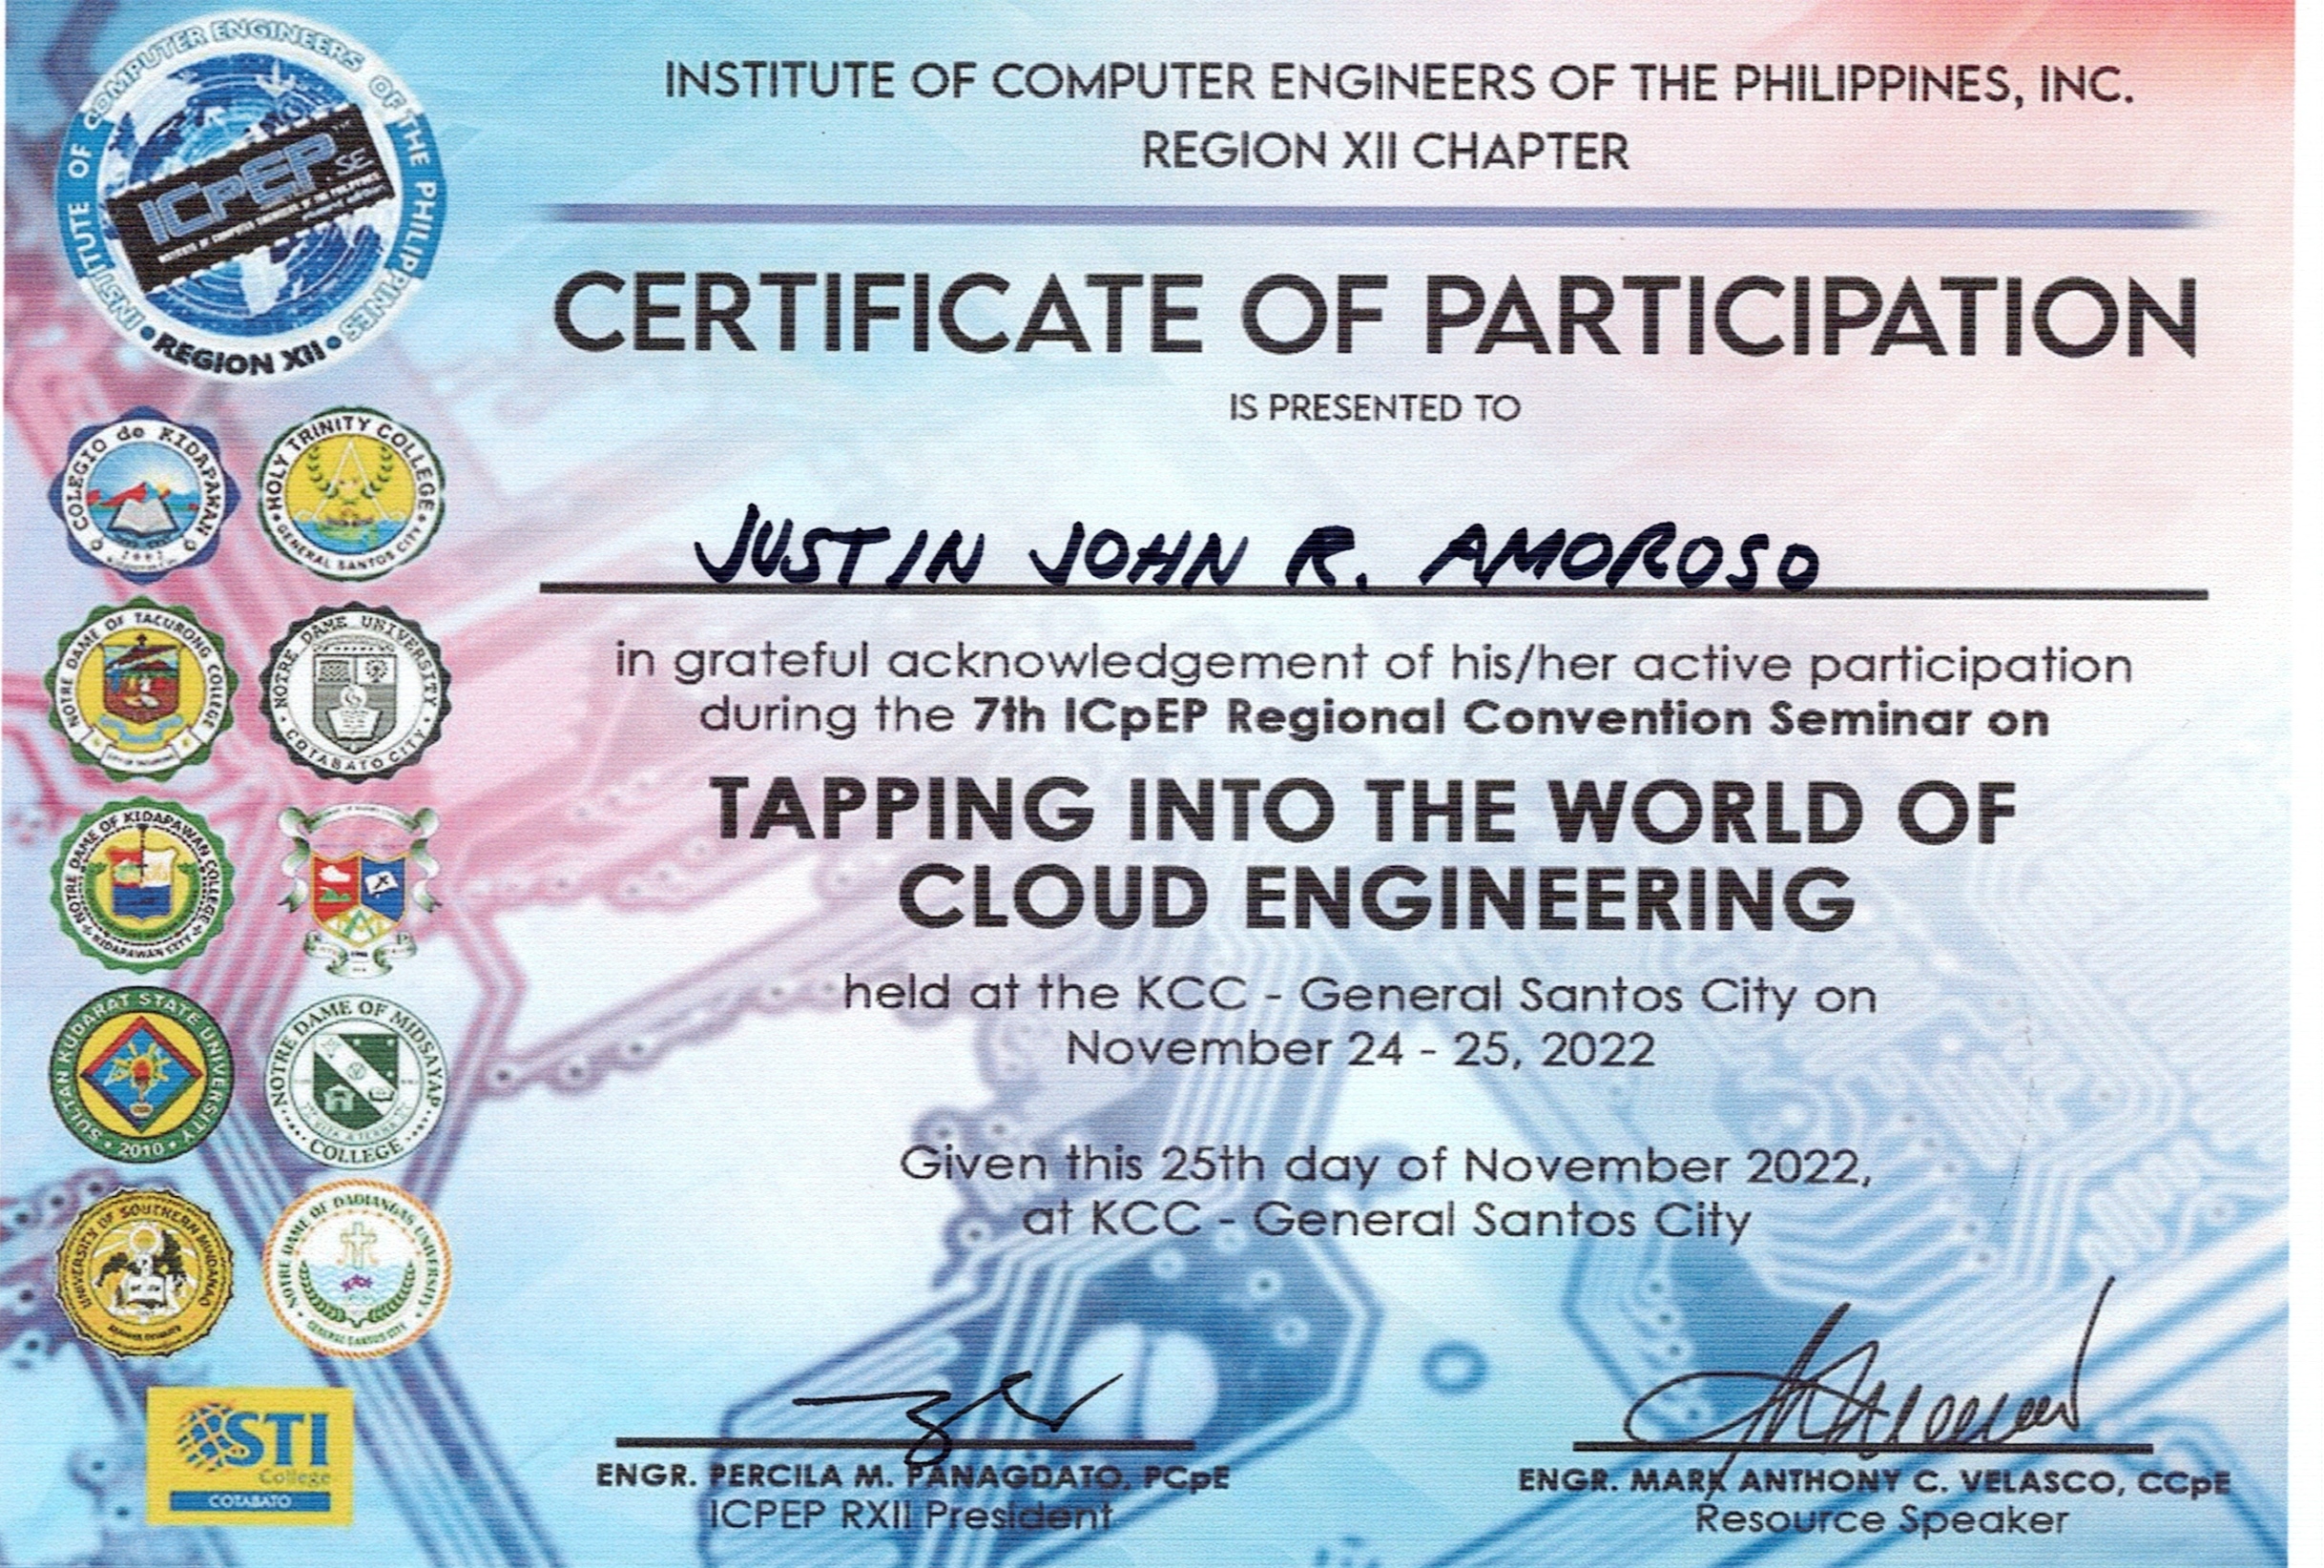 INSTITUTE OF COMPUTER ENGINEERS OF THE PHILIPPINES, INC.
REGION XII CHAPTER
CERTIFICATE OF PARTICIPATION
IS PRESENTED TO
JUSTIN JOHN R. AMOROSO
in grateful acknowledgement of his/her active participation
during the 7th ICpEP Regional Convention Seminar on
TAPPING INTO THE WORLD OF
CLOUD ENGINEERING
held at the KCC - General Santos City on
November 24 - 25, 2022
Given this 25th day of November 2022,
at KCC - General Santos City
ENGR. PERCILA M. PANAGDATO, PCpE
ICPEP RXII President
ENGR. MARK ANTHONY C. VELASCO, CCpE
Resource Speaker
INSTITUTE OF COMPUTER ENGINEERS OF THE PHILIPPINES
ICpEP.SE
REGION XII
COLEGIO de KIDAPAWAN
HOLY TRINITY COLLEGE
GENERAL SANTOS CITY
NOTRE DAME OF TACURONG COLLEGE
NOTRE DAME UNIVERSITY
COTABATO CITY
NOTRE DAME OF KIDAPAWAN COLLEGE
KIDAPAWAN CITY
SULTAN KUDARAT STATE UNIVERSITY
2010
NOTRE DAME OF MIDSAYAP
COLLEGE
UNIVERSITY OF SOUTHERN MINDANAO
NOTRE DAME OF DADIANGAS UNIVERSITY
GENERAL SANTOS CITY
STI
College
COTABATO